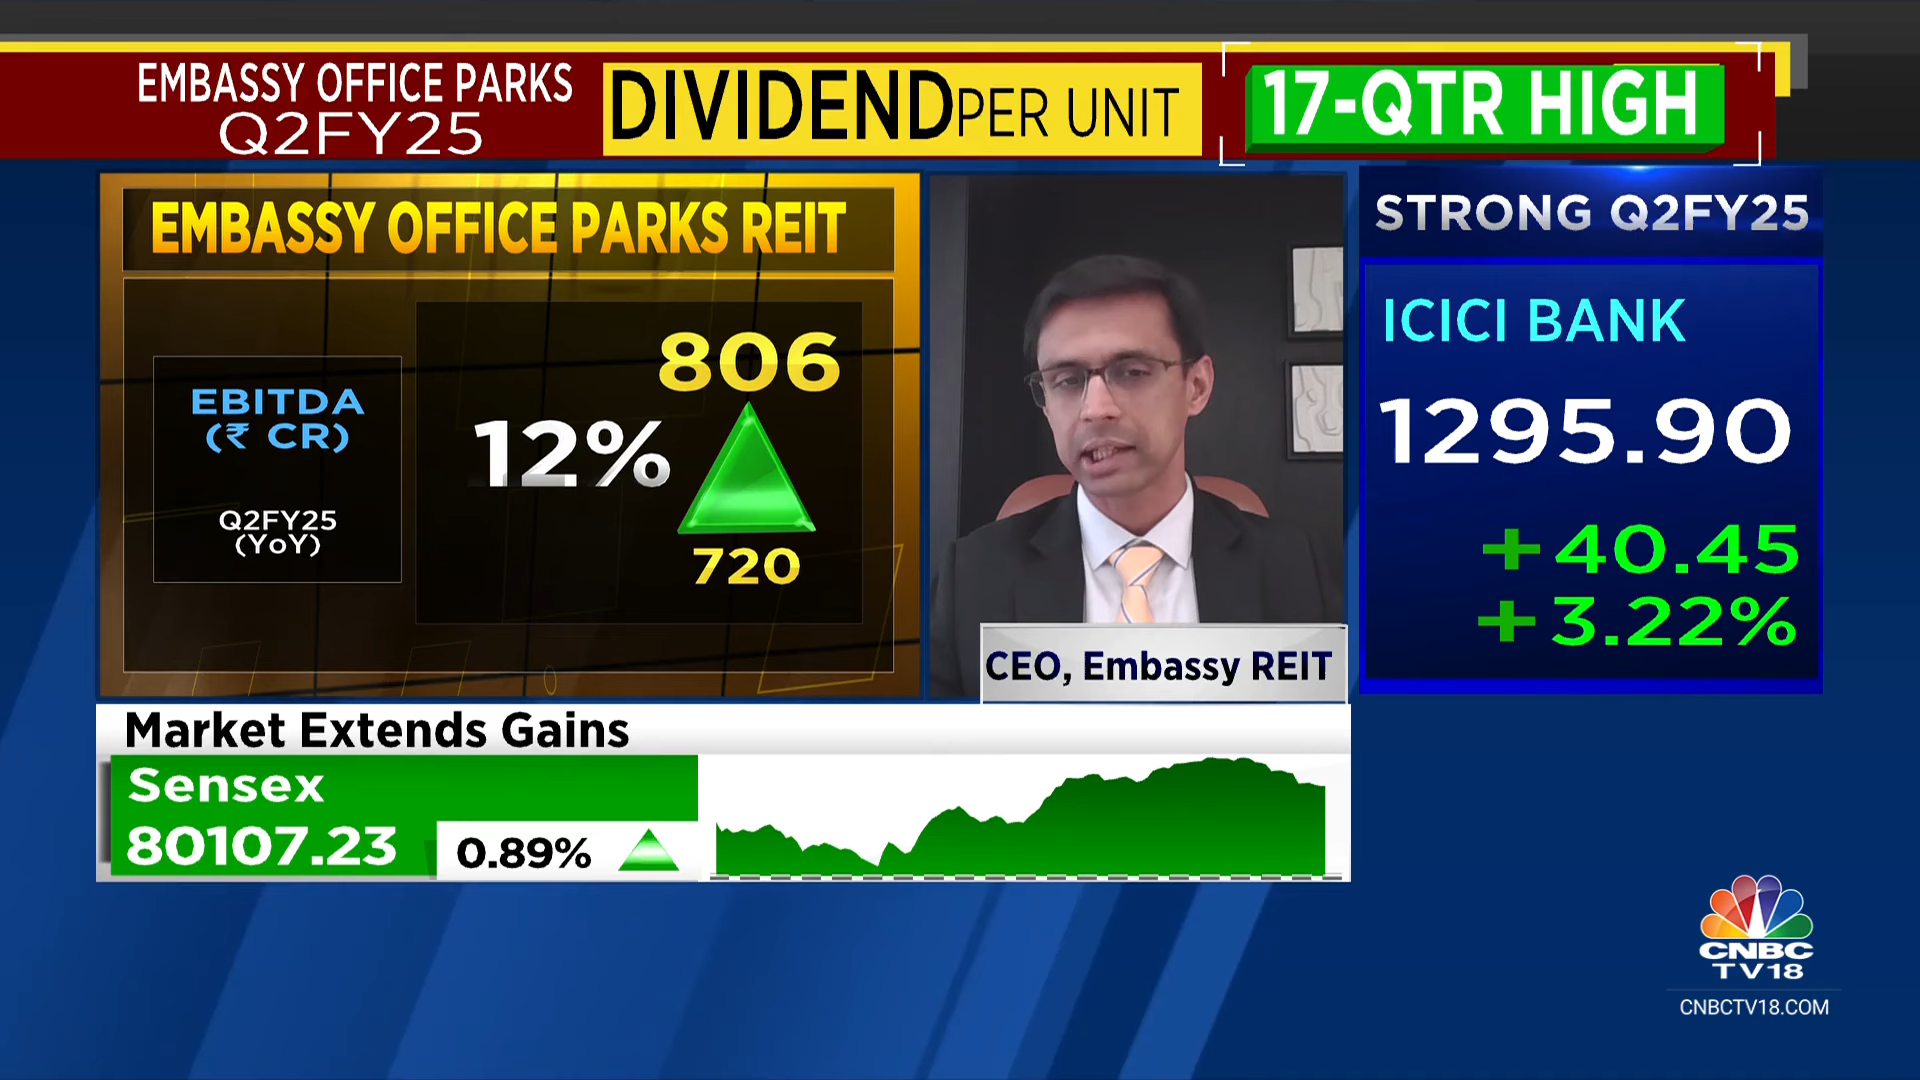 EMBASSY OFFICE PARKS
Q2FY25
DIVIDEND PER UNIT
17-QTR HIGH
EMBASSY OFFICE PARKS REIT
EBITDA
(₹ CR)
Q2FY25
(YoY)
806
12%
720
CEO, Embassy REIT
STRONG Q2FY25
ICICI BANK
1295.90
+40.45
+3.22%
Market Extends Gains
Sensex
80107.23
0.89%
CNBC
TV18
CNBCTV18.COM